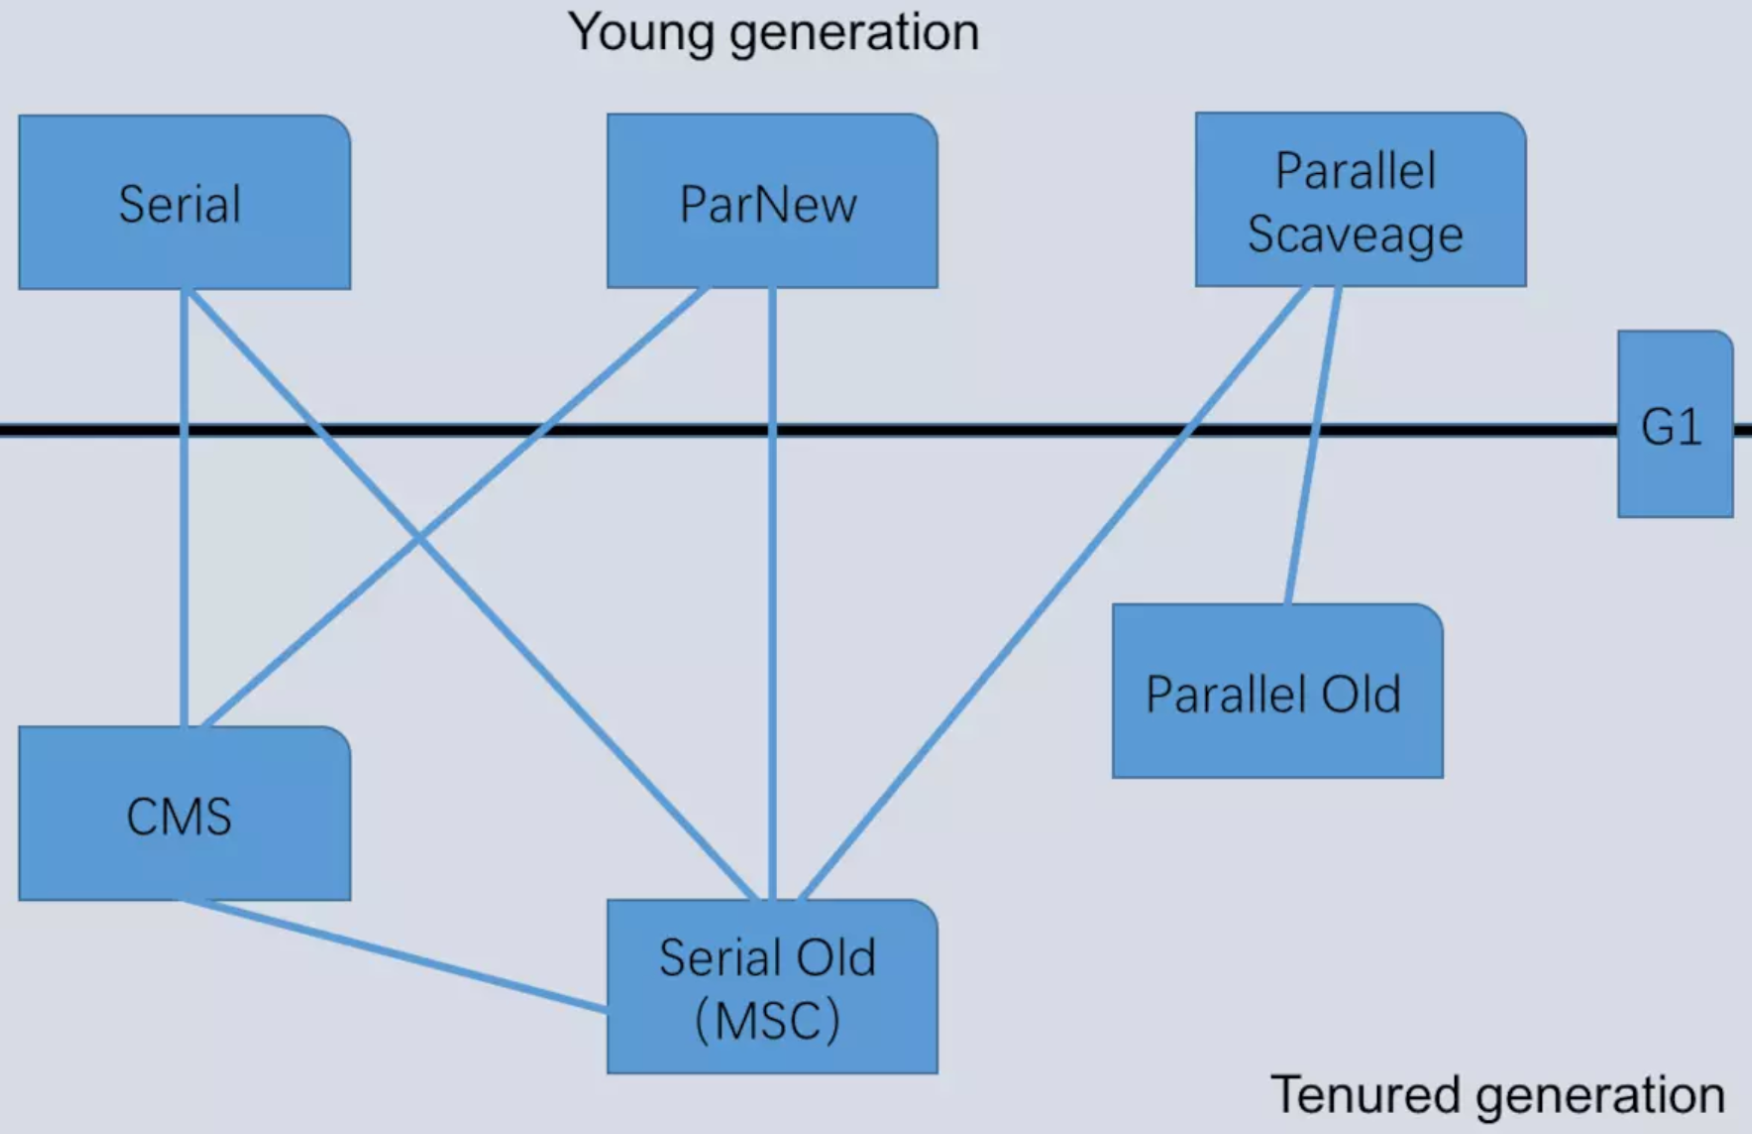 Young generation
Serial
ParNew
Parallel
Scaveage
G1
Parallel Old
CMS
Serial Old
（MSC）
Tenured generation